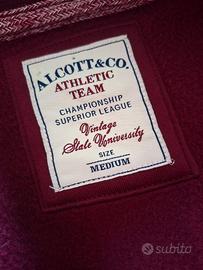 ALCOTT&CO.
ATHLETIC
TEAM
CHAMPIONSHIP
SUPERIOR LEAGUE
Vintage
State University
SIZE
MEDIUM
subito